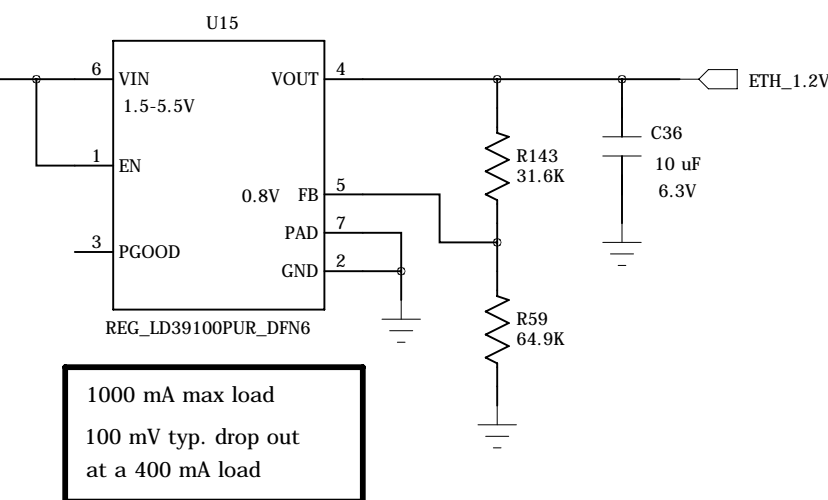 U15
6 VIN VOUT 4
ETH_1.2V
1.5-5.5V
C36
10 uF
6.3V
R143
31.6K
1 EN
0.8V FB 5
PAD 7
3 PGOOD
GND 2
REG_LD39100PUR_DFN6
R59
64.9K
1000 mA max load
100 mV typ. drop out
at a 400 mA load